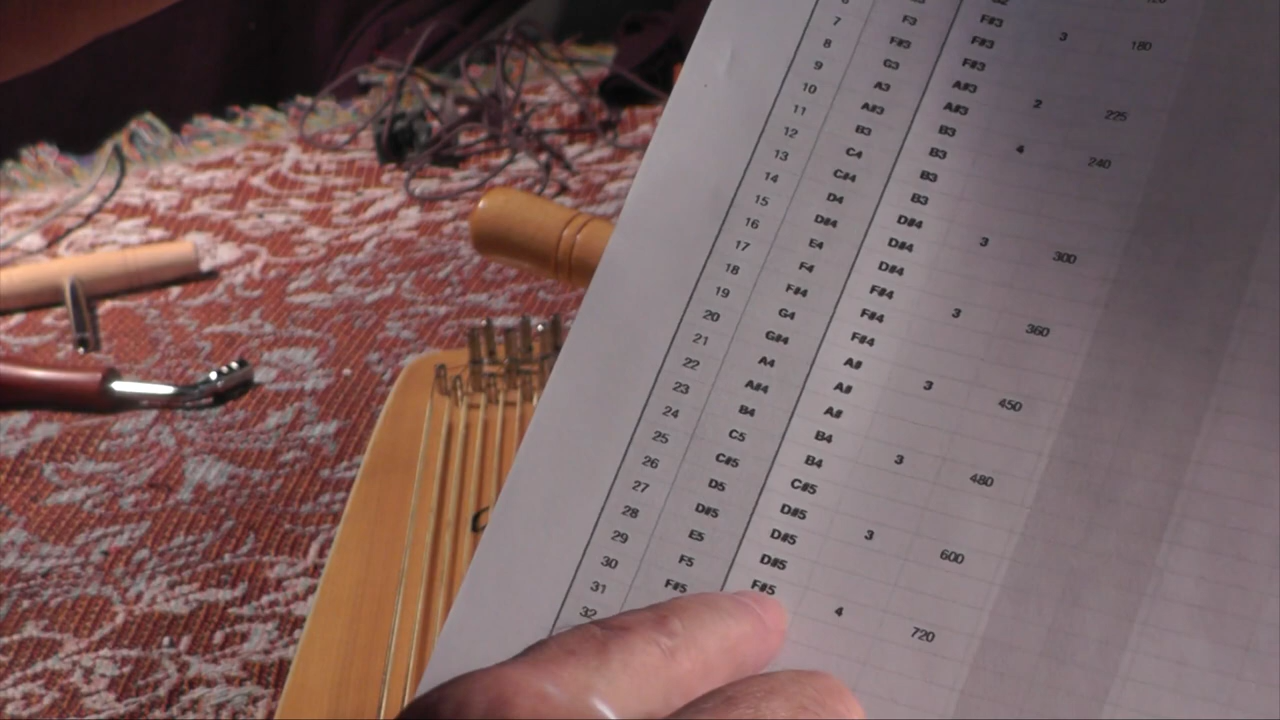 6
7 F3 F#3
8 F#3 F#3 3 180
9 G3 F#3
10 A3 A#3
11 A#3 A#3 2 225
12 B3 B3
13 C4 B3 4 240
14 C#4 B3
15 D4 B3
16 D#4 D#4
17 E4 D#4 3 300
18 F4 D#4
19 F#4 F#4
20 G4 F#4 3 360
21 G#4 F#4
22 A4 A#
23 A#4 A# 3 450
24 B4 A#
25 C5 B4
26 C#5 B4 3 480
27 D5 C#5
28 D#5 D#5
29 E5 D#5 3 600
30 F5 D#5
31 F#5 F#5
32 4 720